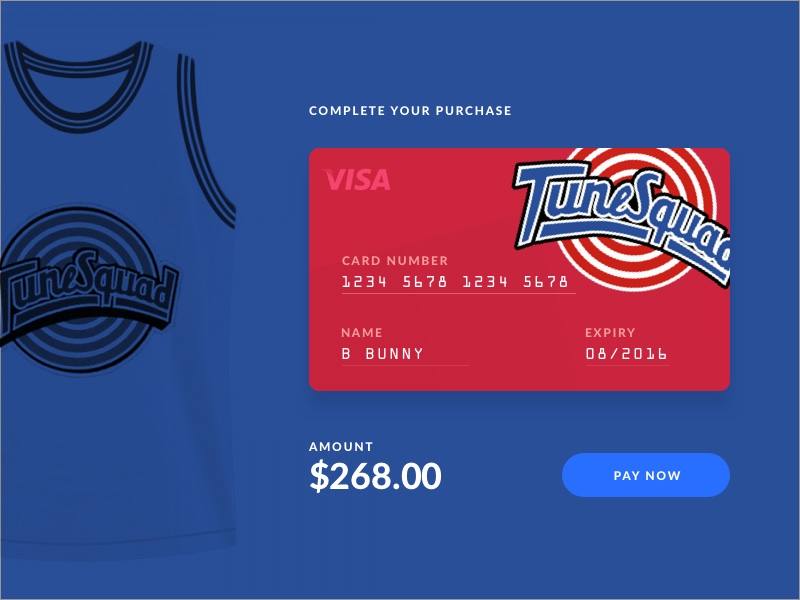 COMPLETE YOUR PURCHASE
VISA
TuneSquad
CARD NUMBER
1234 5678 1234 5678
NAME
B BUNNY
EXPIRY
08/2016
TuneSquad
AMOUNT
$268.00
PAY NOW